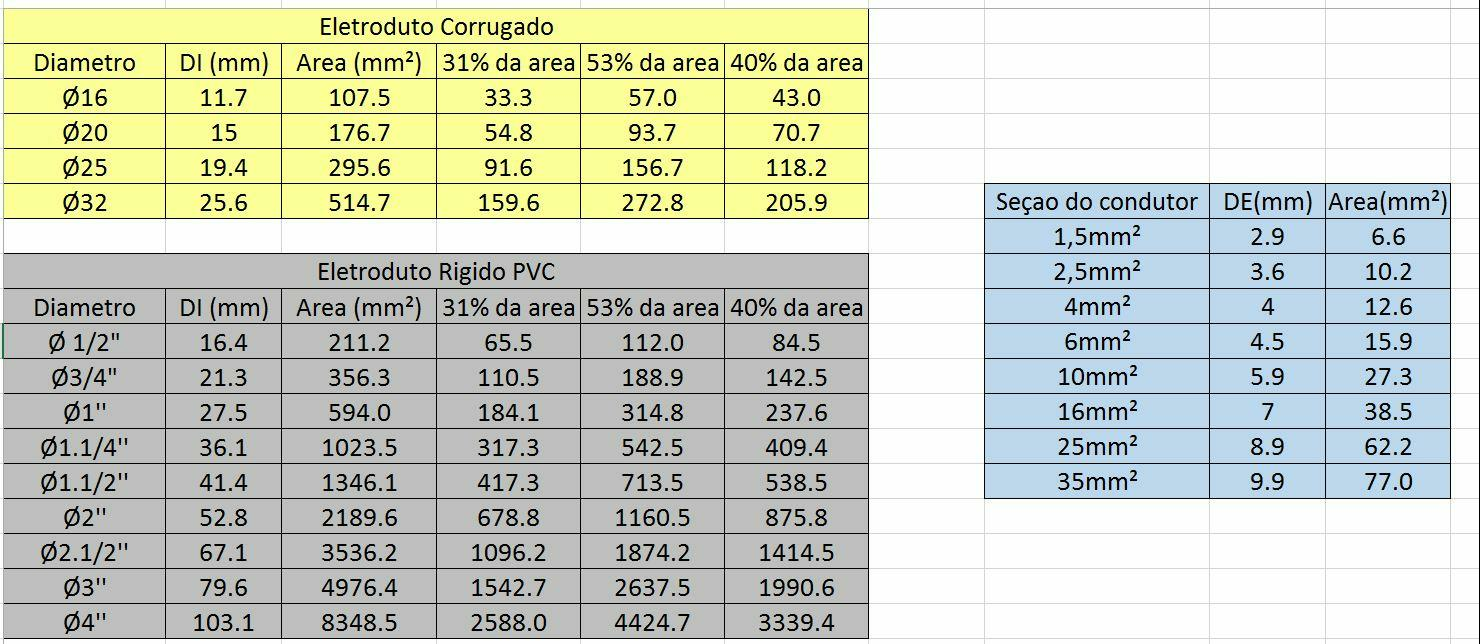 Eletroduto Corrugado
Diametro DI (mm) Area (mm²) 31% da area 53% da area 40% da area
Ø16 11.7 107.5 33.3 57.0 43.0
Ø20 15 176.7 54.8 93.7 70.7
Ø25 19.4 295.6 91.6 156.7 118.2
Ø32 25.6 514.7 159.6 272.8 205.9
Eletroduto Rigido PVC
Diametro DI (mm) Area (mm²) 31% da area 53% da area 40% da area
Ø 1/2" 16.4 211.2 65.5 112.0 84.5
Ø3/4" 21.3 356.3 110.5 188.9 142.5
Ø1'' 27.5 594.0 184.1 314.8 237.6
Ø1.1/4'' 36.1 1023.5 317.3 542.5 409.4
Ø1.1/2'' 41.4 1346.1 417.3 713.5 538.5
Ø2'' 52.8 2189.6 678.8 1160.5 875.8
Ø2.1/2'' 67.1 3536.2 1096.2 1874.2 1414.5
Ø3'' 79.6 4976.4 1542.7 2637.5 1990.6
Ø4'' 103.1 8348.5 2588.0 4424.7 3339.4
Seçao do condutor DE(mm) Area(mm²)
1,5mm² 2.9 6.6
2,5mm² 3.6 10.2
4mm² 4 12.6
6mm² 4.5 15.9
10mm² 5.9 27.3
16mm² 7 38.5
25mm² 8.9 62.2
35mm² 9.9 77.0